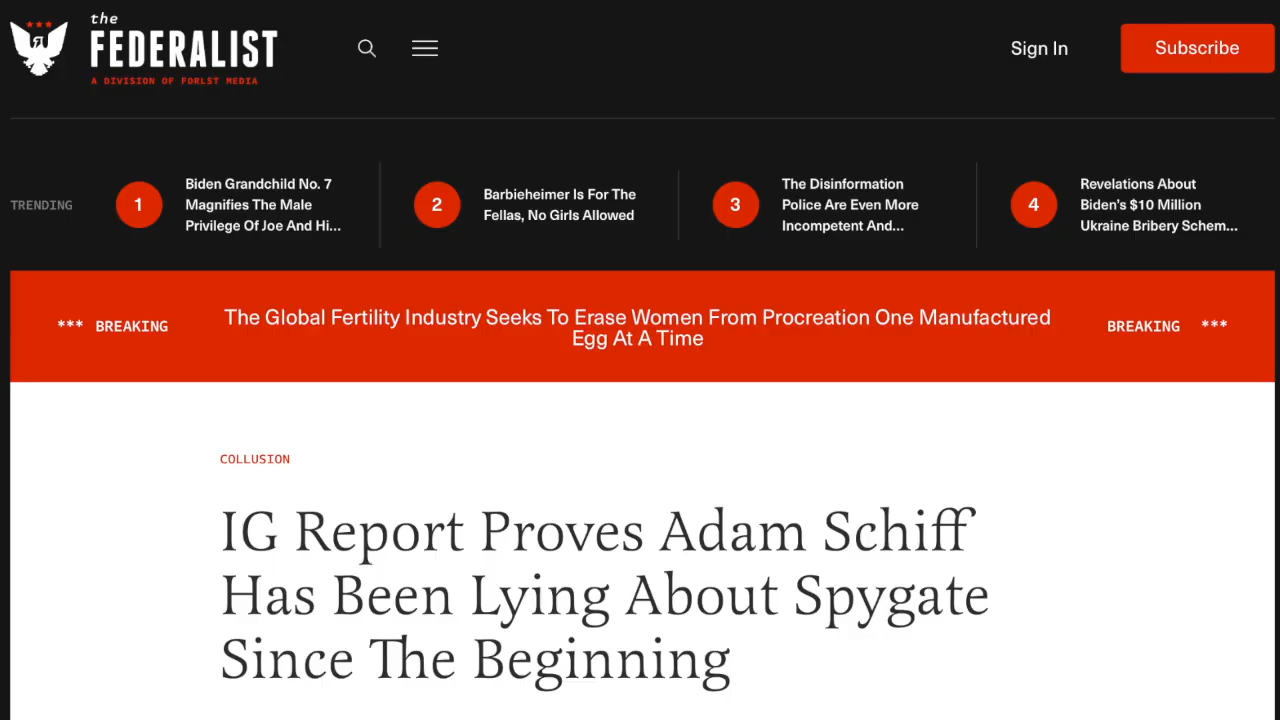 the
FEDERALIST
A DIVISION OF FDRLST MEDIA
Sign In
Subscribe
TRENDING
1
Biden Grandchild No. 7
Magnifies The Male
Privilege Of Joe And Hi...
2
Barbieheimer Is For The
Fellas, No Girls Allowed
3
The Disinformation
Police Are Even More
Incompetent And...
4
Revelations About
Biden's $10 Million
Ukraine Bribery Schem...
*** BREAKING
The Global Fertility Industry Seeks To Erase Women From Procreation One Manufactured
Egg At A Time
BREAKING ***
COLLUSION
IG Report Proves Adam Schiff
Has Been Lying About Spygate
Since The Beginning